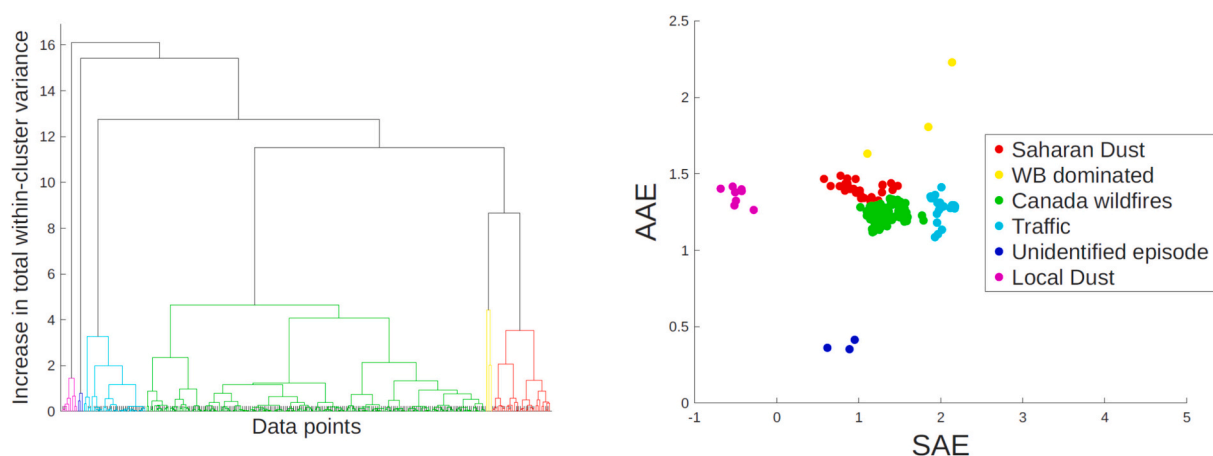 Increase in total within-cluster variance
16
14
12
10
8
6
4
2
0
Data points
AAE
2.5
2
1.5
1
0.5
0
-1 0 1 2 3 4 5
SAE
Saharan Dust
WB dominated
Canada wildfires
Traffic
Unidentified episode
Local Dust